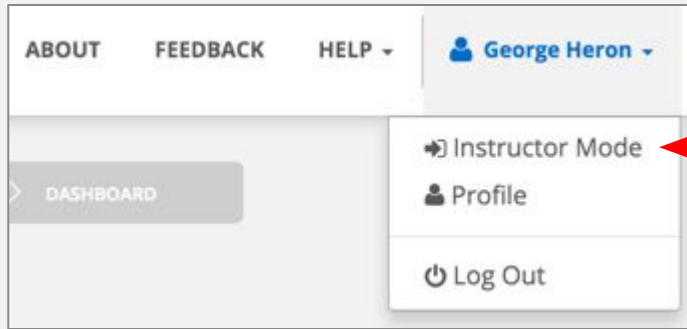 ABOUT FEEDBACK HELP George Heron
Instructor Mode
DASHBOARD
Profile
Log Out